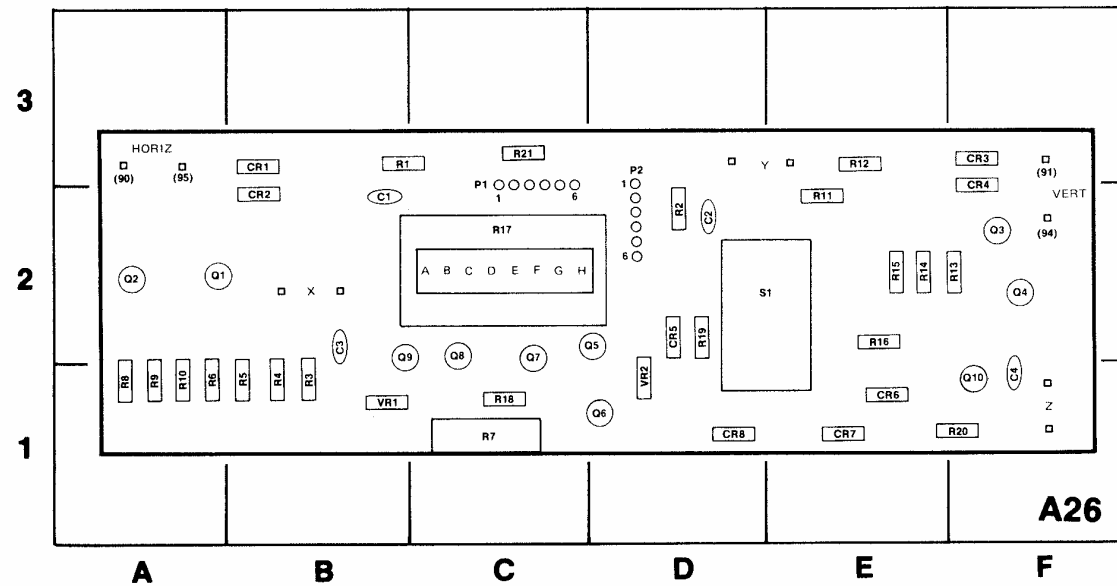 3
HORIZ
(90) (95)
CR1
R1
R21
P2
Y
R12
CR3
(91)
CR2
C1
P1
1 6
1
R2
C2
R11
CR4
VERT
(94)
R17
Q3
2
Q2
Q1
X
A B C D E F G H
6
S1
R15
R14
R13
Q4
C3
Q9
Q8
Q7
Q5
CR5
R19
R16
R8
R9
R10
R6
R5
R4
R3
VR1
R18
VR2
Q6
CR6
Q10
C4
Z
1
R7
CR8
CR7
R20
A26
A B C D E F